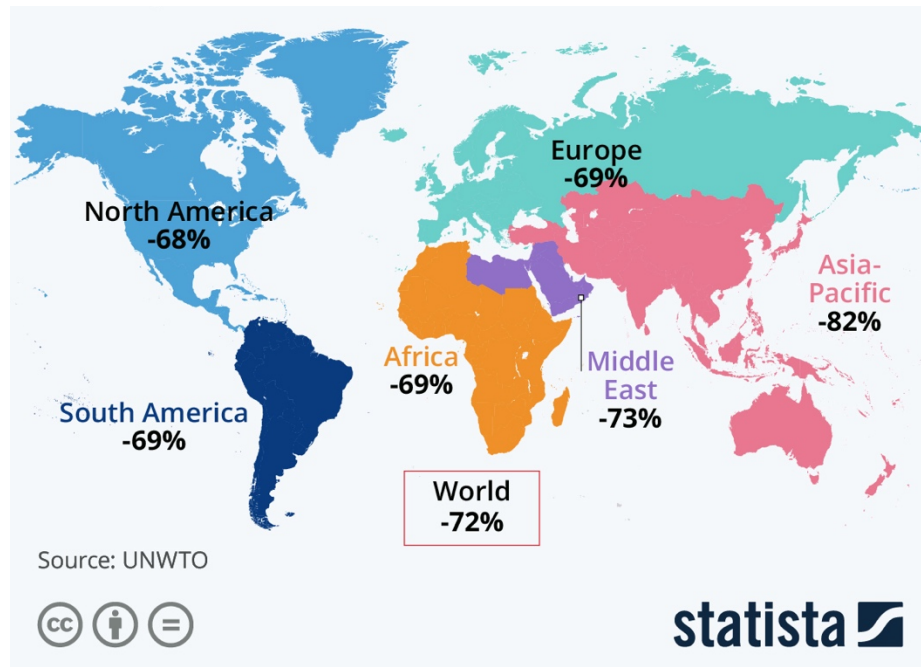 Europe
-69%
North America
-68%
Asia-
Pacific
-82%
Africa
-69%
Middle
East
-73%
South America
-69%
World
-72%
Source: UNWTO
cc
statista